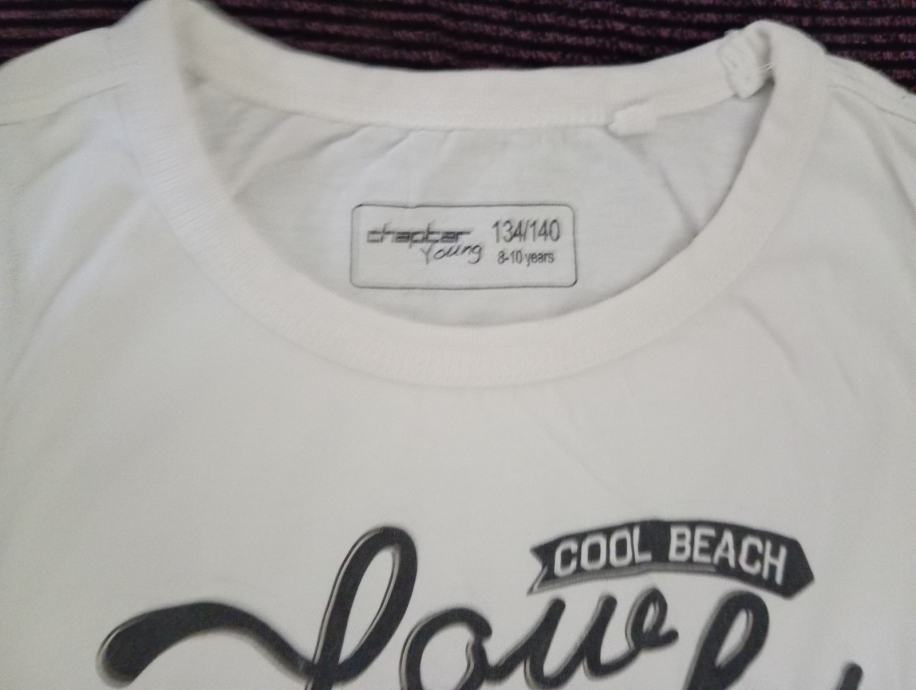 chapter 134/140
Young 8-10 years
COOL BEACH